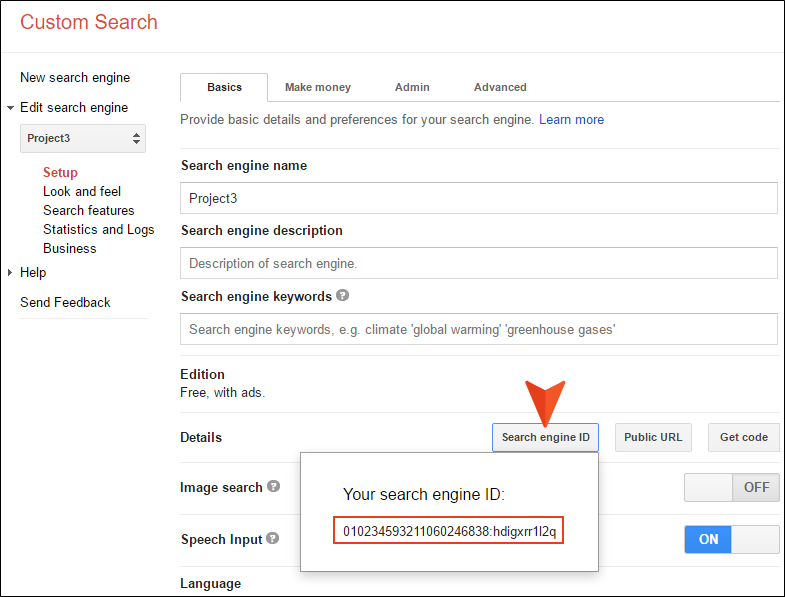 Custom Search
New search engine
Edit search engine
Project3
Setup
Look and feel
Search features
Statistics and Logs
Business
Help
Send Feedback
Basics Make money Admin Advanced
Provide basic details and preferences for your search engine. Learn more
Search engine name
Project3
Search engine description
Description of search engine.
Search engine keywords ?
Search engine keywords, e.g. climate 'global warming' 'greenhouse gases'
Edition
Free, with ads.
Details Search engine ID Public URL Get code
Your search engine ID:
010234593211060246838:hdigxrr1l2q
Image search ? OFF
Speech Input ? ON
Language